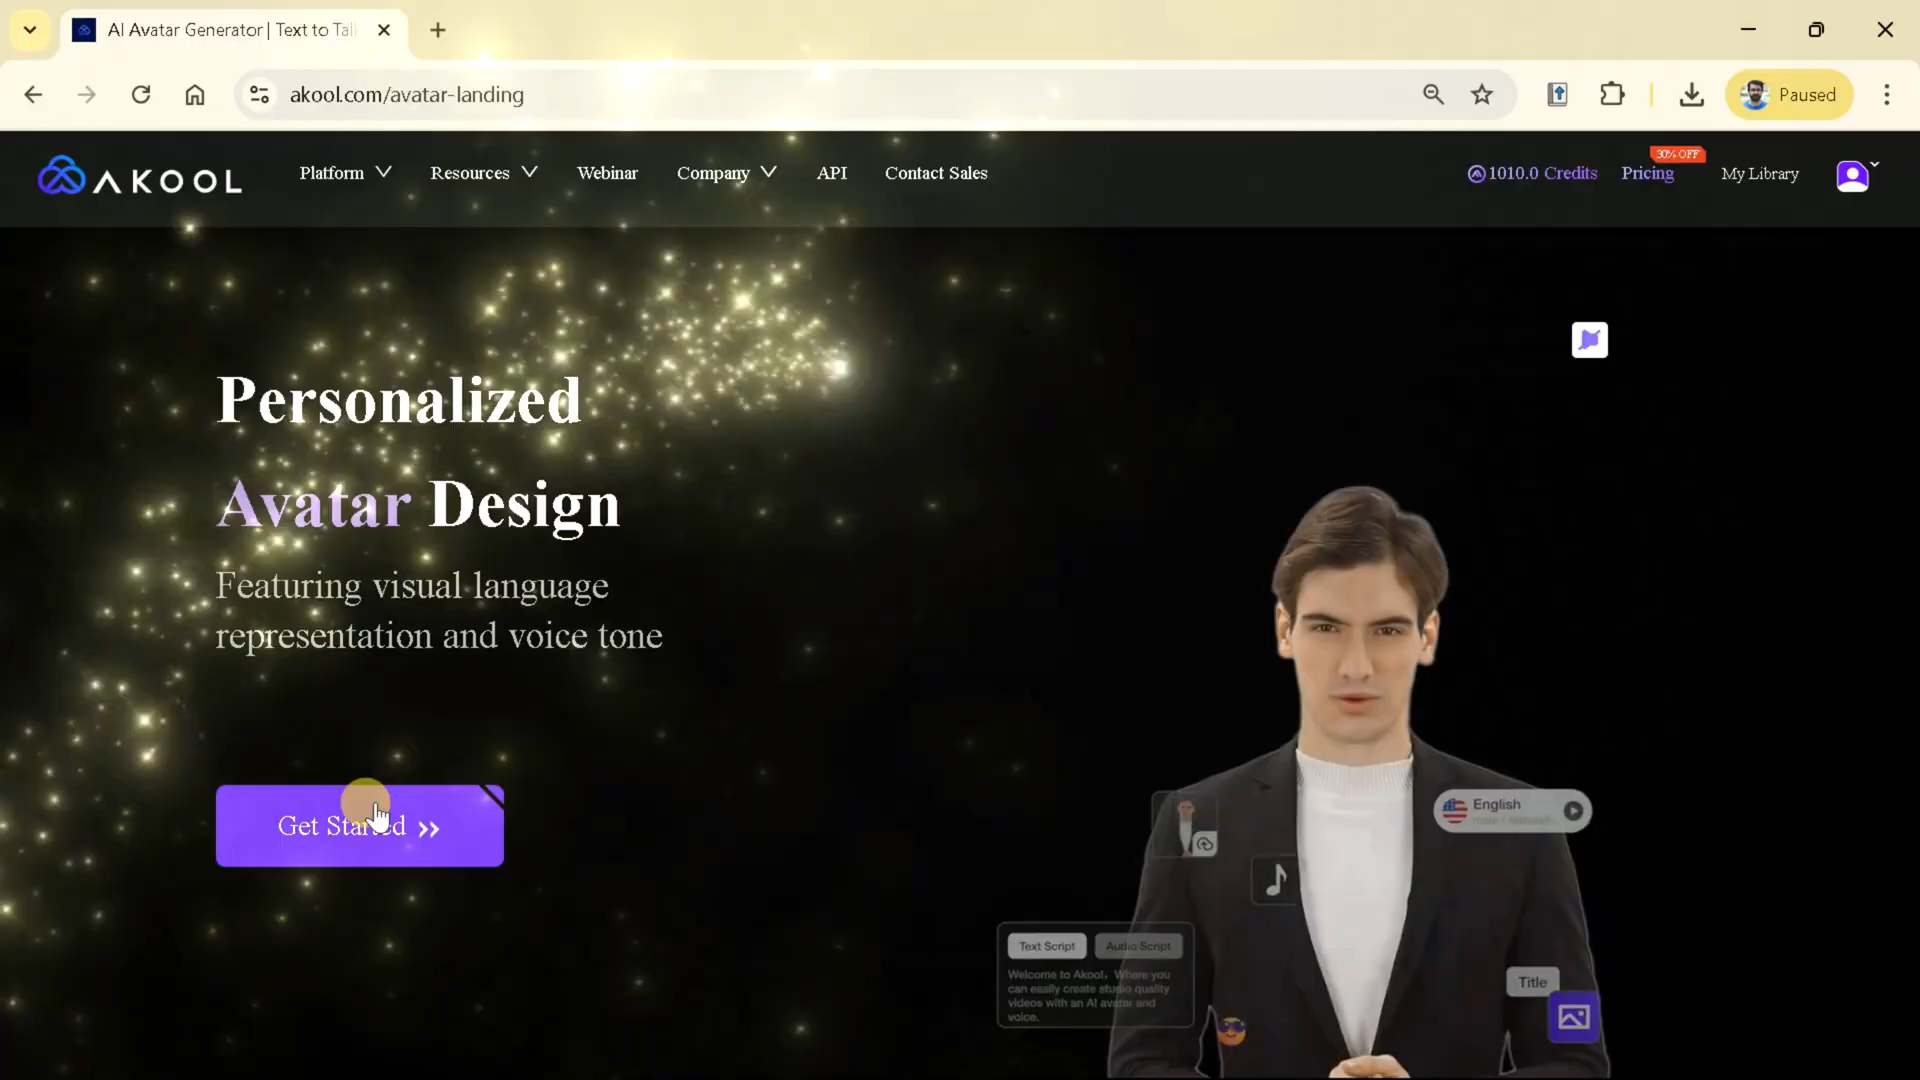 AI Avatar Generator | Text to Tal
akool.com/avatar-landing
Paused
AKOOL
Platform
Resources
Webinar
Company
API
Contact Sales
1010.0 Credits
Pricing
30% OFF
My Library
Personalized
Avatar Design
Featuring visual language
representation and voice tone
Get Started
English
Text Script
Audio Script
Welcome to Akool, Where you
can easily create studio quality
videos with an AI avatar and
voice.
Title